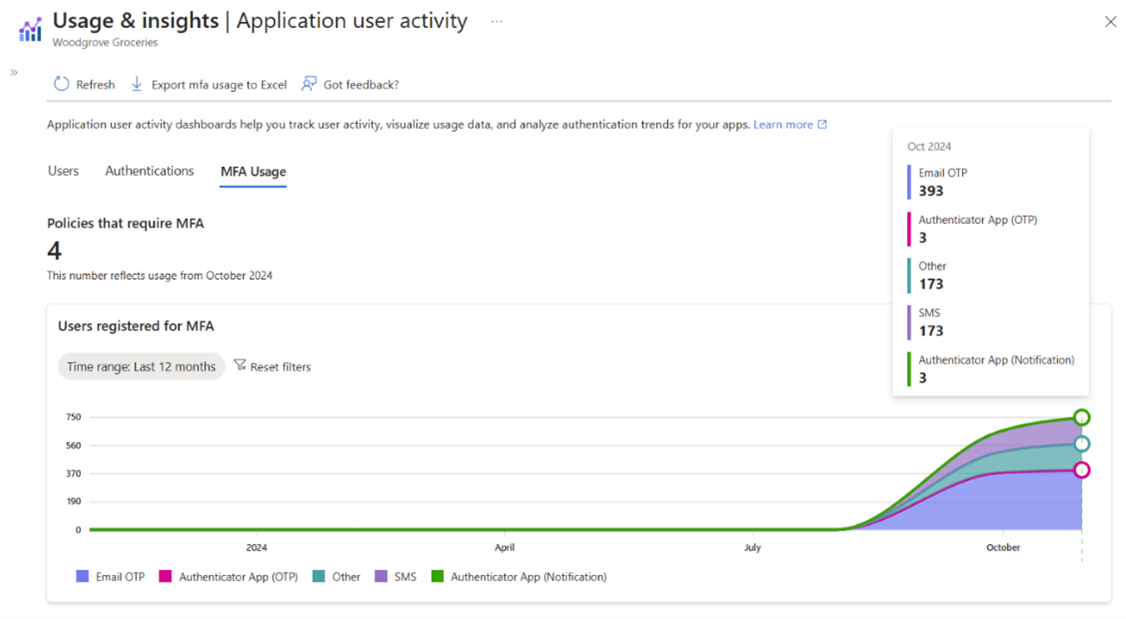 Usage & insights | Application user activity ...
Woodgrove Groceries
Refresh Export mfa usage to Excel Got feedback?
Application user activity dashboards help you track user activity, visualize usage data, and analyze authentication trends for your apps. Learn more
Users Authentications MFA Usage
Policies that require MFA
4
This number reflects usage from October 2024
Oct 2024
Email OTP
393
Authenticator App (OTP)
3
Other
173
SMS
173
Authenticator App (Notification)
3
Users registered for MFA
Time range: Last 12 months Reset filters
750
560
370
190
0
2024 April July October
Email OTP Authenticator App (OTP) Other SMS Authenticator App (Notification)